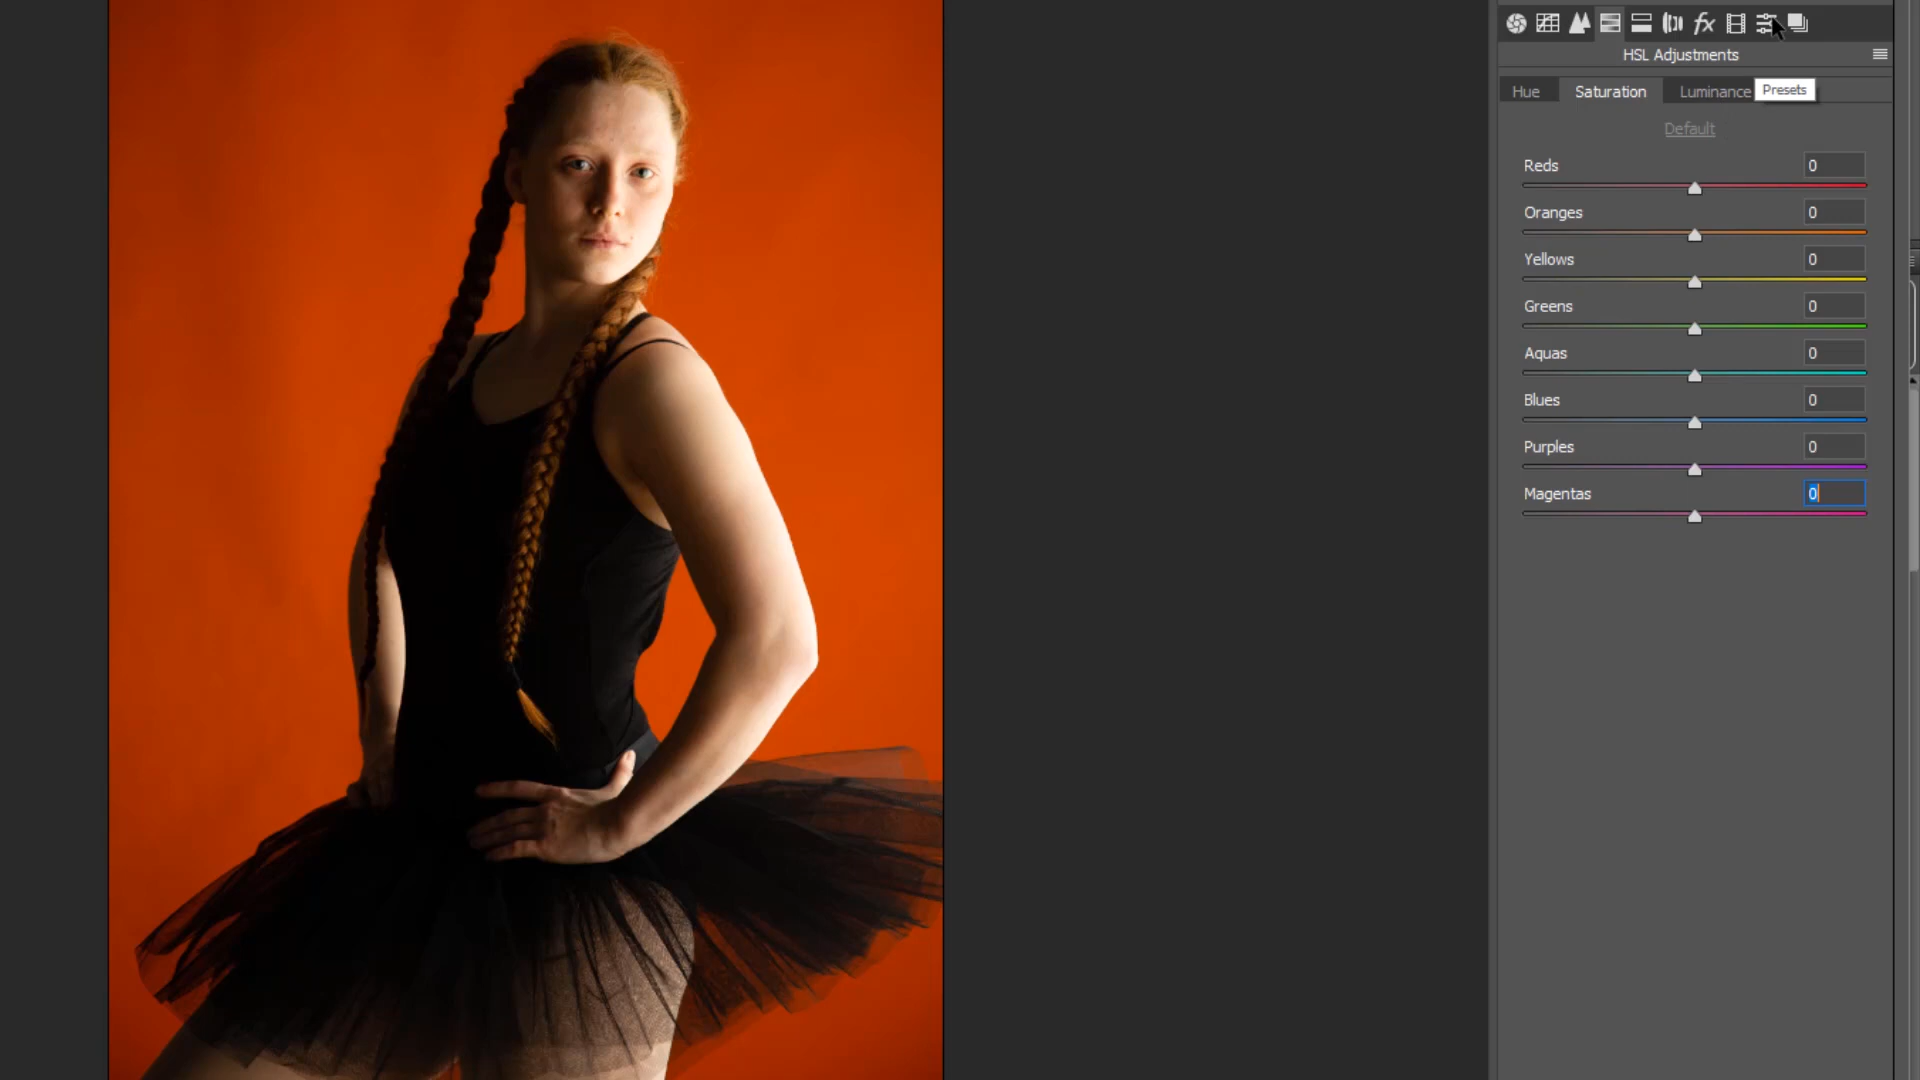 fx
HSL Adjustments
Hue Saturation Luminance Presets
Default
Reds 0
Oranges 0
Yellows 0
Greens 0
Aquas 0
Blues 0
Purples 0
Magentas 0